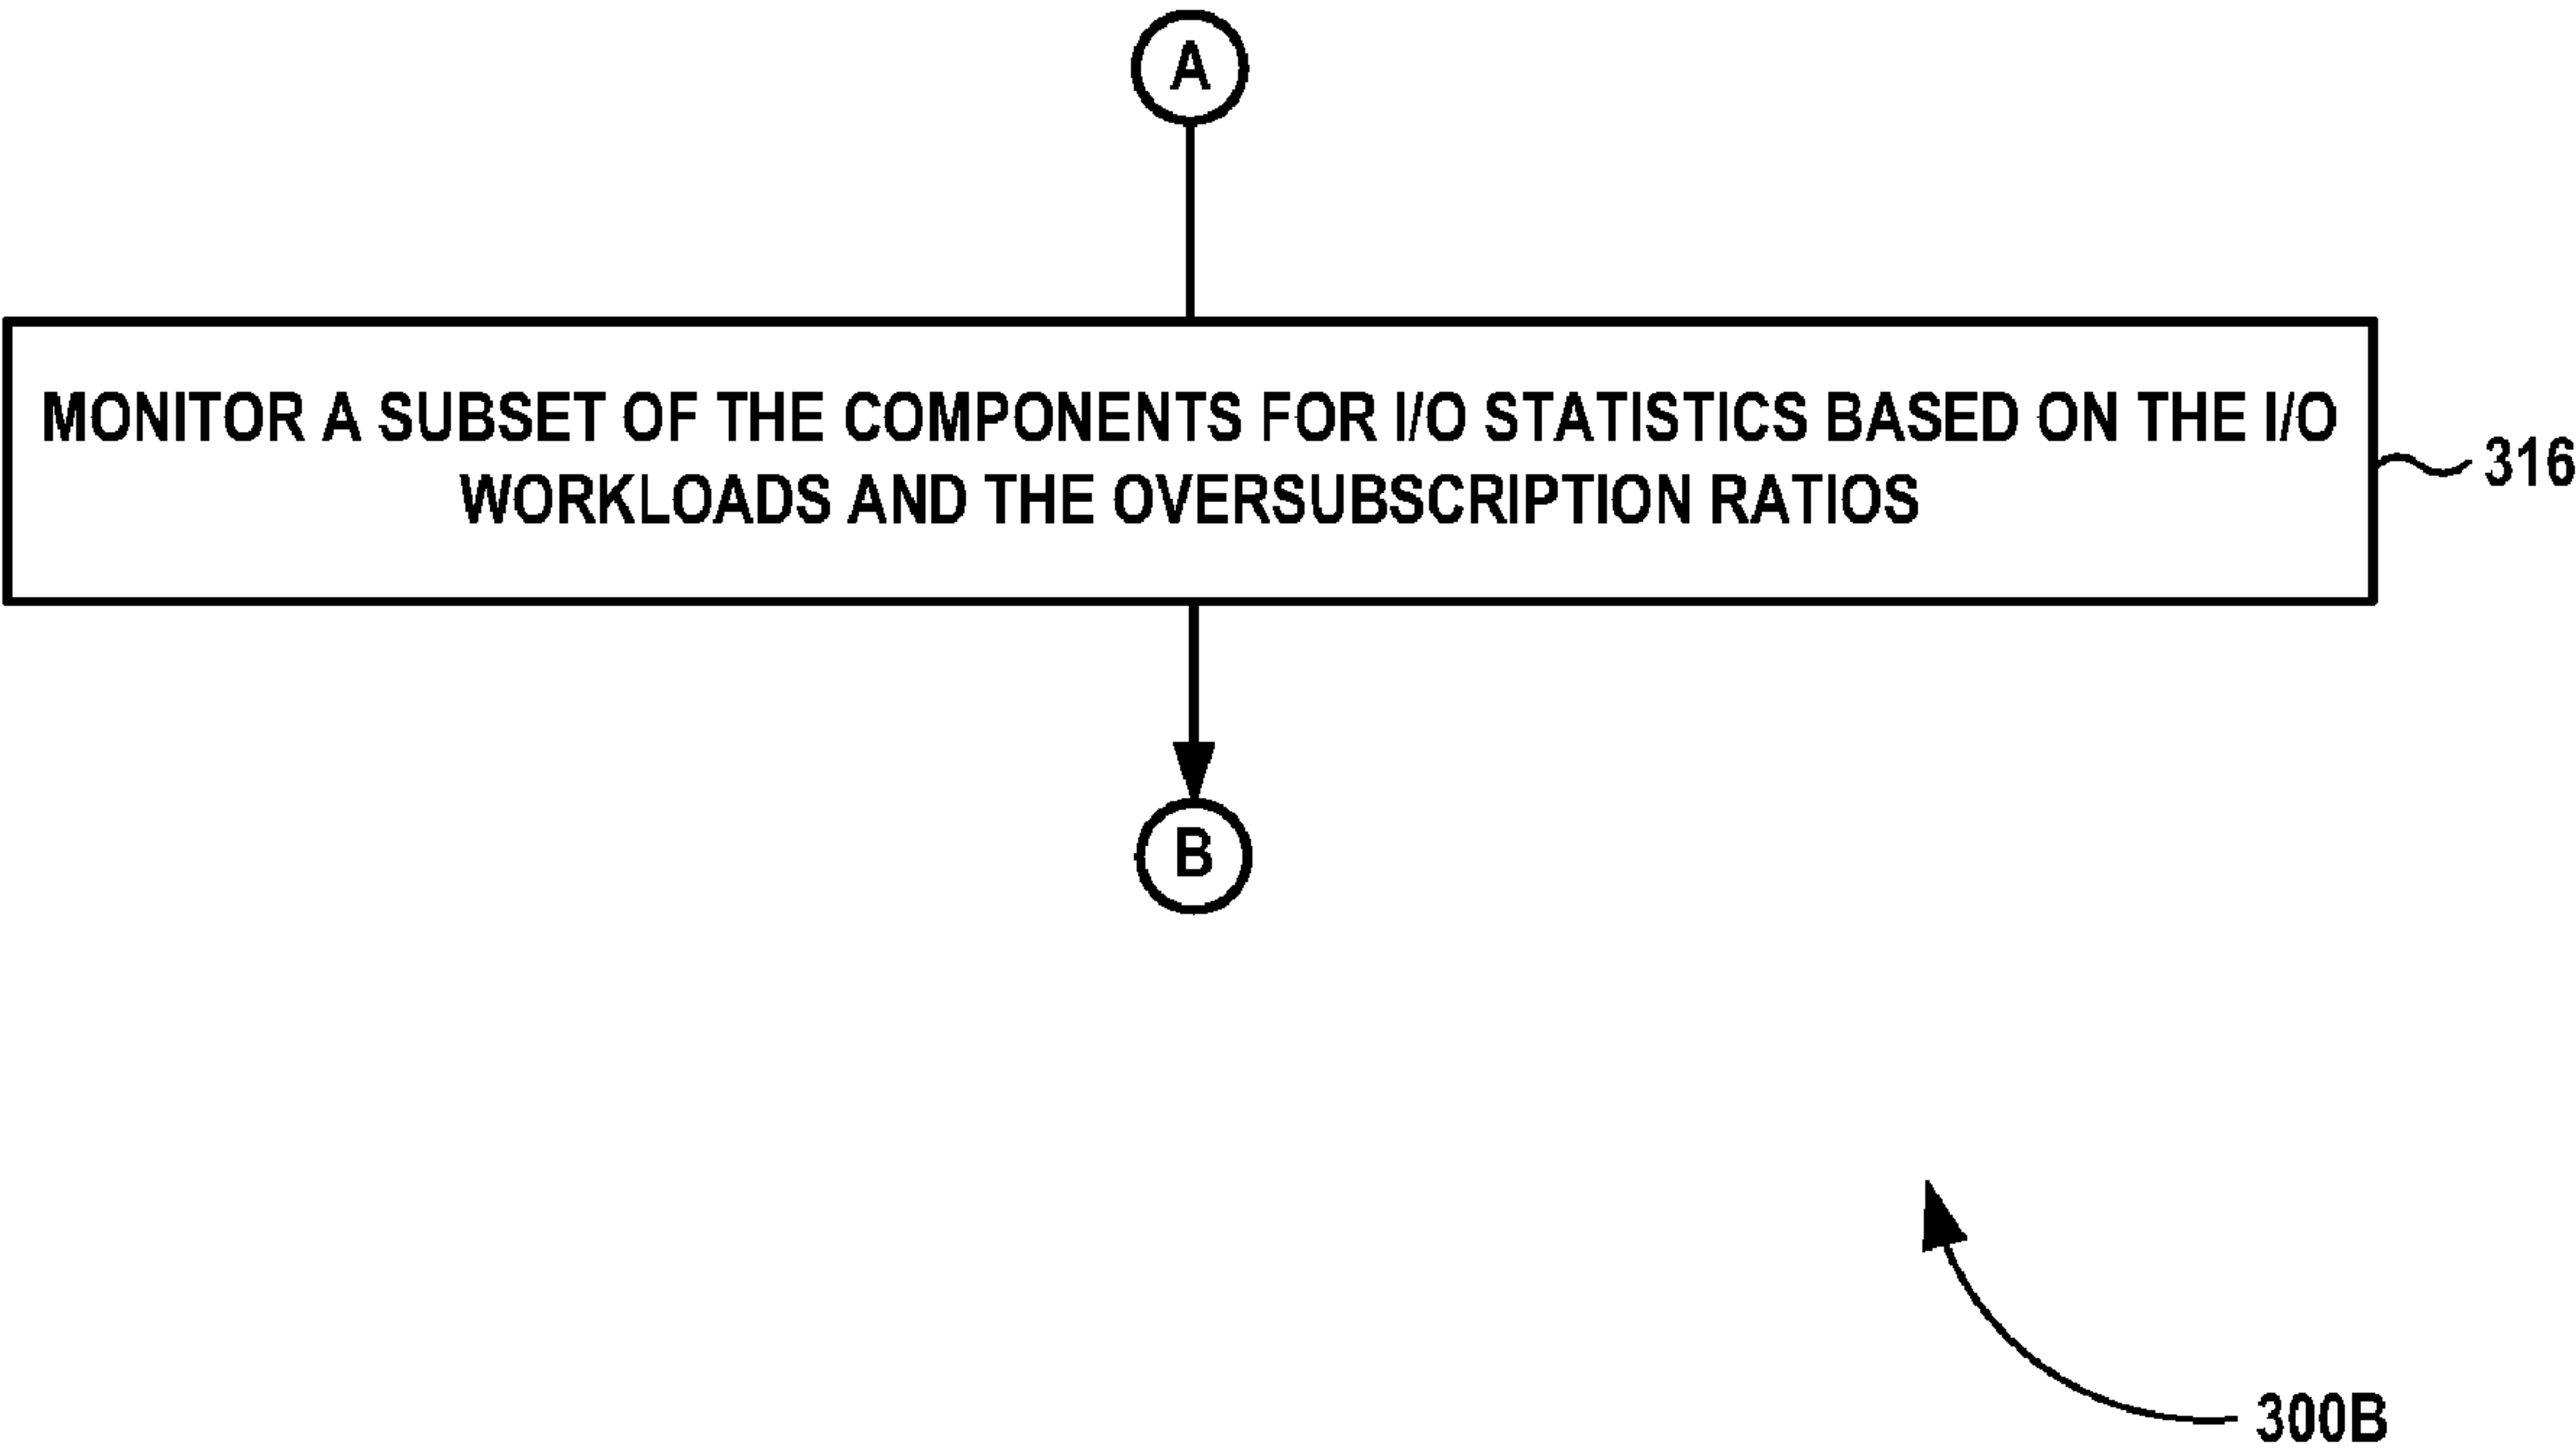 A
MONITOR A SUBSET OF THE COMPONENTS FOR I/O STATISTICS BASED ON THE I/O
WORKLOADS AND THE OVERSUBSCRIPTION RATIOS
316
B
300B